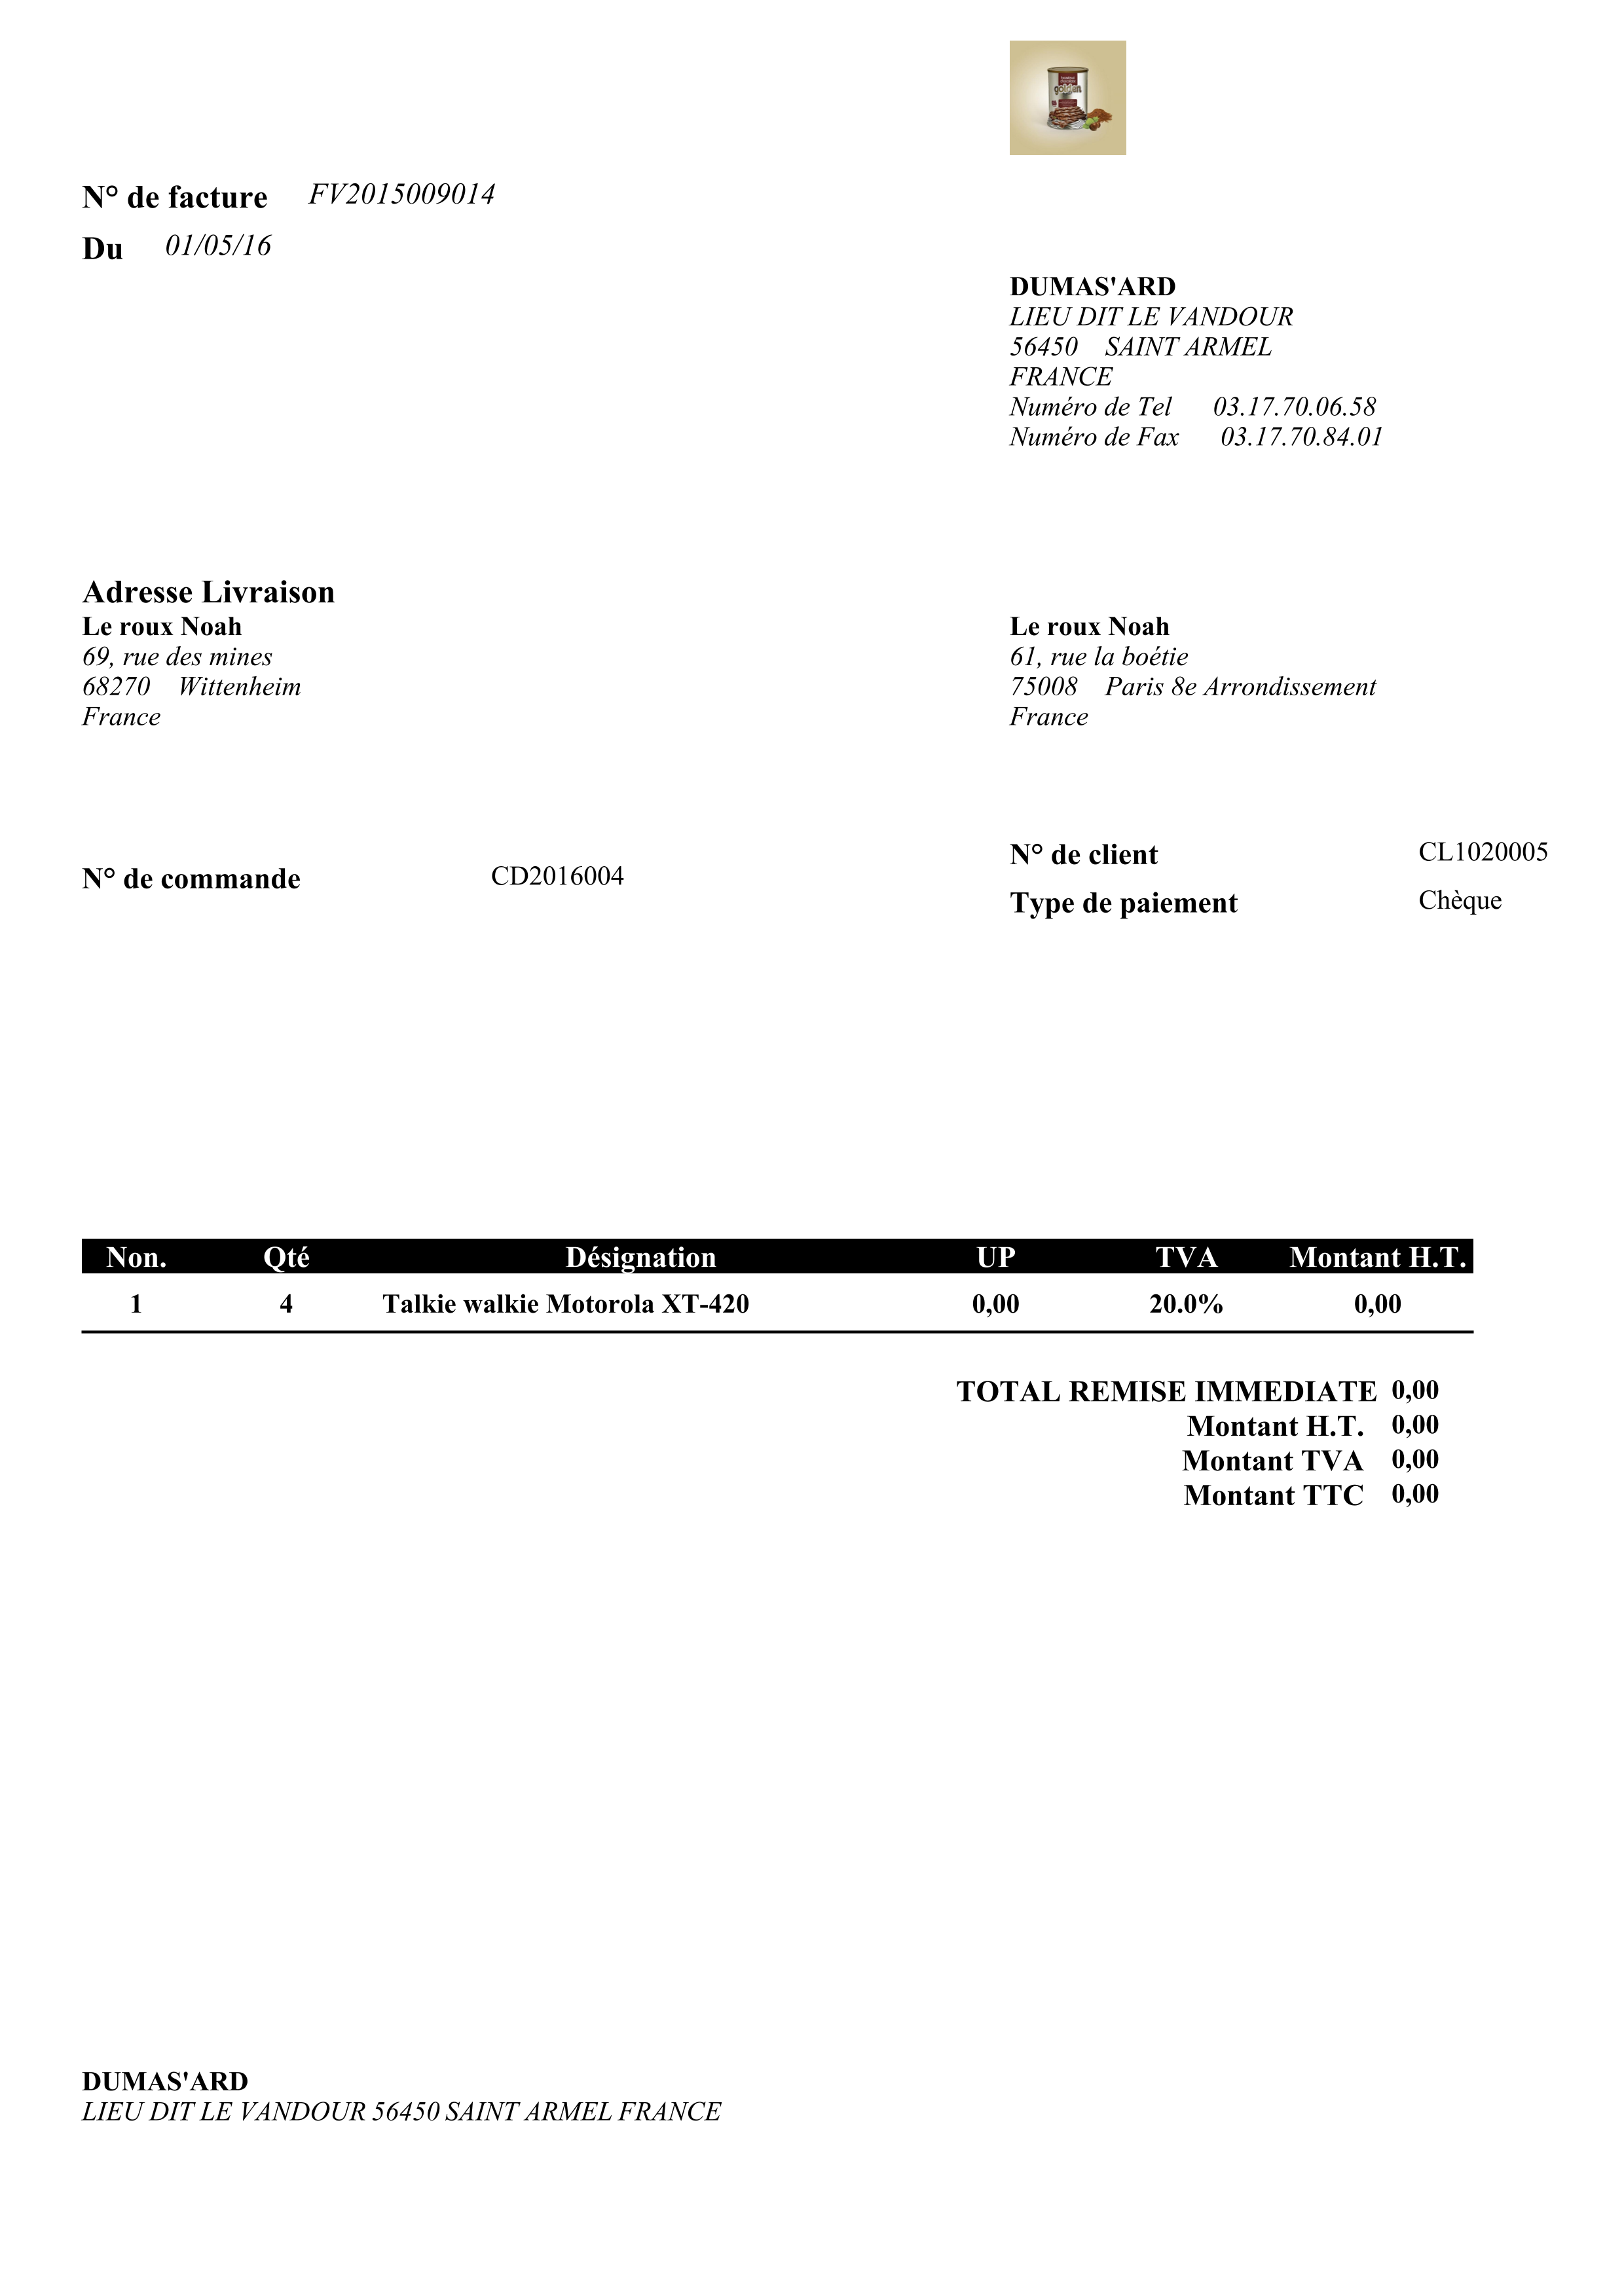 golden
N° de facture FV2015009014
Du 01/05/16
DUMAS'ARD
LIEU DIT LE VANDOUR
56450 SAINT ARMEL
FRANCE
Numéro de Tel 03.17.70.06.58
Numéro de Fax 03.17.70.84.01
Adresse Livraison
Le roux Noah
69, rue des mines
68270 Wittenheim
France
Le roux Noah
61, rue la boétie
75008 Paris 8e Arrondissement
France
N° de commande CD2016004
N° de client CL1020005
Type de paiement Chèque
Non. Qté Désignation UP TVA Montant H.T.
1 4 Talkie walkie Motorola XT-420 0,00 20.0% 0,00
TOTAL REMISE IMMEDIATE 0,00
Montant H.T. 0,00
Montant TVA 0,00
Montant TTC 0,00
DUMAS'ARD
LIEU DIT LE VANDOUR 56450 SAINT ARMEL FRANCE